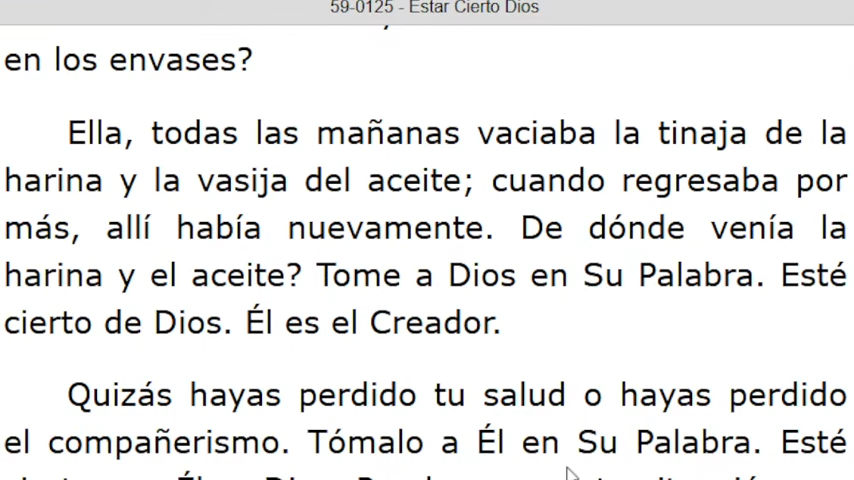 59-0125 - Estar Cierto Dios
en los envases?
Ella, todas las mañanas vaciaba la tinaja de la
harina y la vasija del aceite; cuando regresaba por
más, allí había nuevamente. De dónde venía la
harina y el aceite? Tome a Dios en Su Palabra. Esté
cierto de Dios. Él es el Creador.
Quizás hayas perdido tu salud o hayas perdido
el compañerismo. Tómalo a Él en Su Palabra. Esté